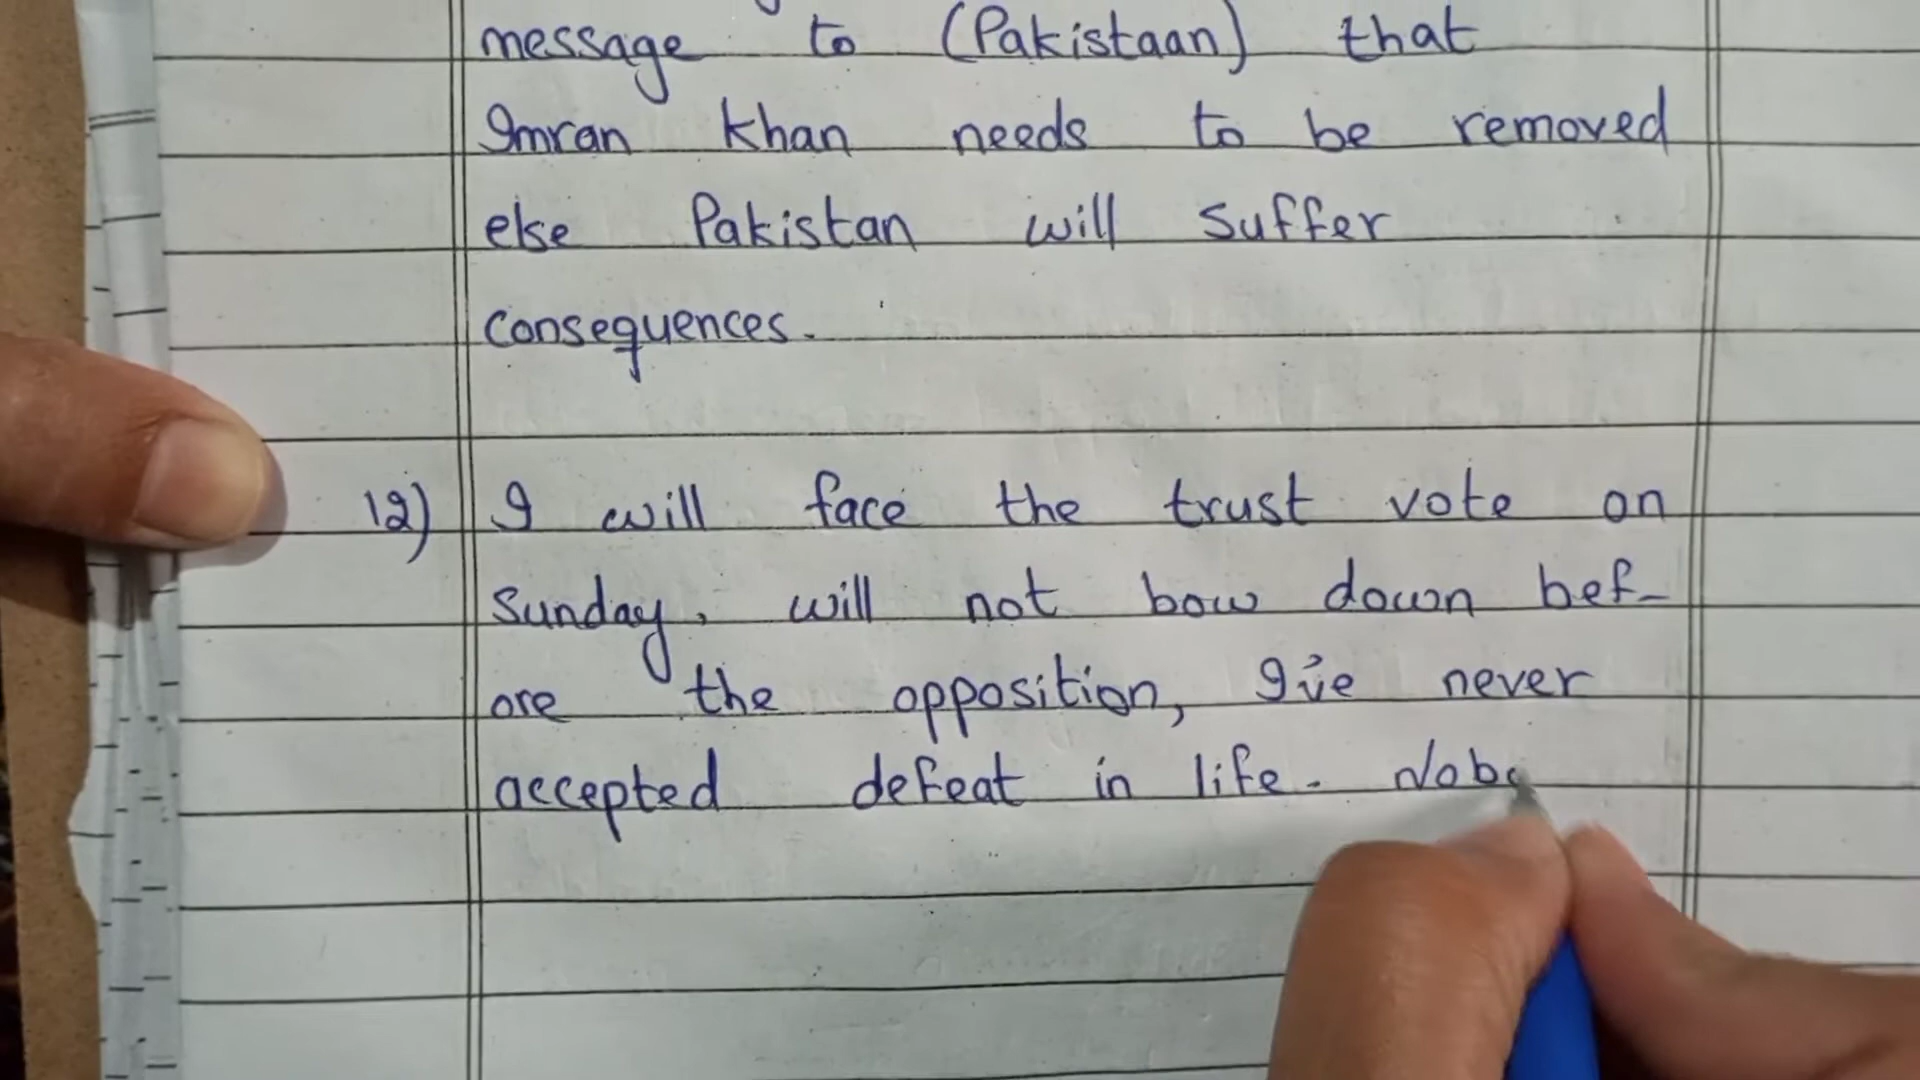 message to (Pakistaan) that
Imran Khan needs to be removed
else Pakistan will suffer
consequences.
12) I will face the trust vote on
Sunday, will not bow down bef-
ore the opposition, I've never
accepted defeat in life. Nobo